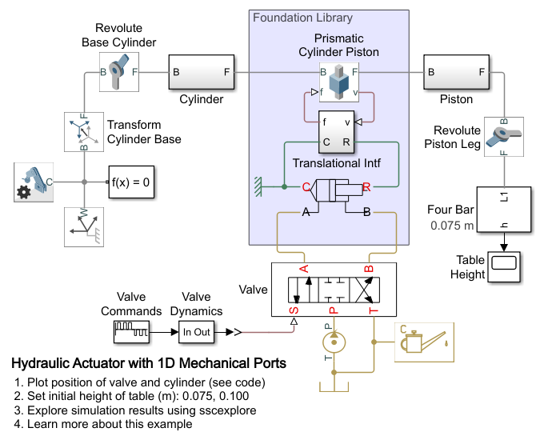 Foundation Library
Revolute
Base Cylinder
Prismatic
Cylinder Piston
B
F
B
F
B
F
B
F
f
v
Cylinder
Piston
F
B
Transform
Cylinder Base
f
v
C
R
Translational Intf
B
F
Revolute
Piston Leg
C
f(x) = 0
W
C
R
A
B
L1
h
Four Bar
0.075 m
Table
Height
Valve
A
B
S
P
T
Valve
Commands
Valve
Dynamics
In Out
P
T
C
Hydraulic Actuator with 1D Mechanical Ports
1. Plot position of valve and cylinder (see code)
2. Set initial height of table (m): 0.075, 0.100
3. Explore simulation results using sscexplore
4. Learn more about this example